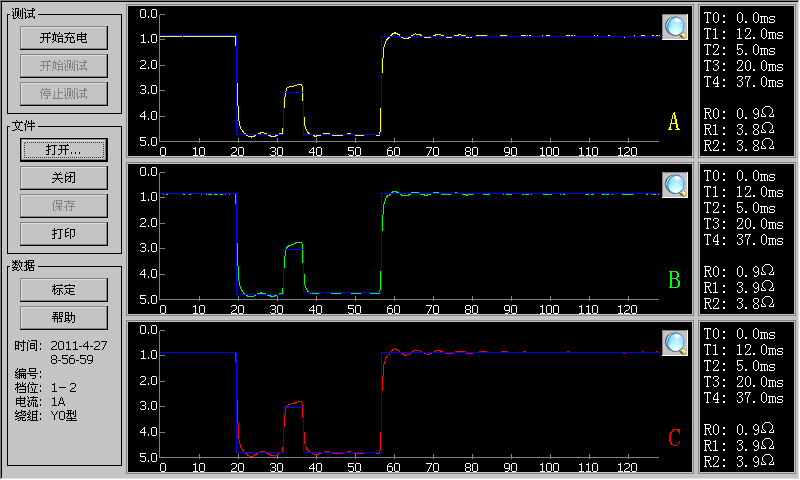 测试
开始充电
开始测试
停止测试
文件
打开...
关闭
保存
打印
数据
标定
帮助
时间: 2011-4-27
8-56-59
编号:
档位: 1-2
电流: 1A
绕组: Y0型
0.0
1.0
2.0
3.0
4.0
5.0
0 10 20 30 40 50 60 70 80 90 100 110 120
A
T0: 0.0ms
T1: 12.0ms
T2: 5.0ms
T3: 20.0ms
T4: 37.0ms
R0: 0.9Ω
R1: 3.8Ω
R2: 3.8Ω
0.0
1.0
2.0
3.0
4.0
5.0
0 10 20 30 40 50 60 70 80 90 100 110 120
B
T0: 0.0ms
T1: 12.0ms
T2: 5.0ms
T3: 20.0ms
T4: 37.0ms
R0: 0.9Ω
R1: 3.9Ω
R2: 3.8Ω
0.0
1.0
2.0
3.0
4.0
5.0
0 10 20 30 40 50 60 70 80 90 100 110 120
C
T0: 0.0ms
T1: 12.0ms
T2: 5.0ms
T3: 20.0ms
T4: 37.0ms
R0: 0.9Ω
R1: 3.9Ω
R2: 3.9Ω